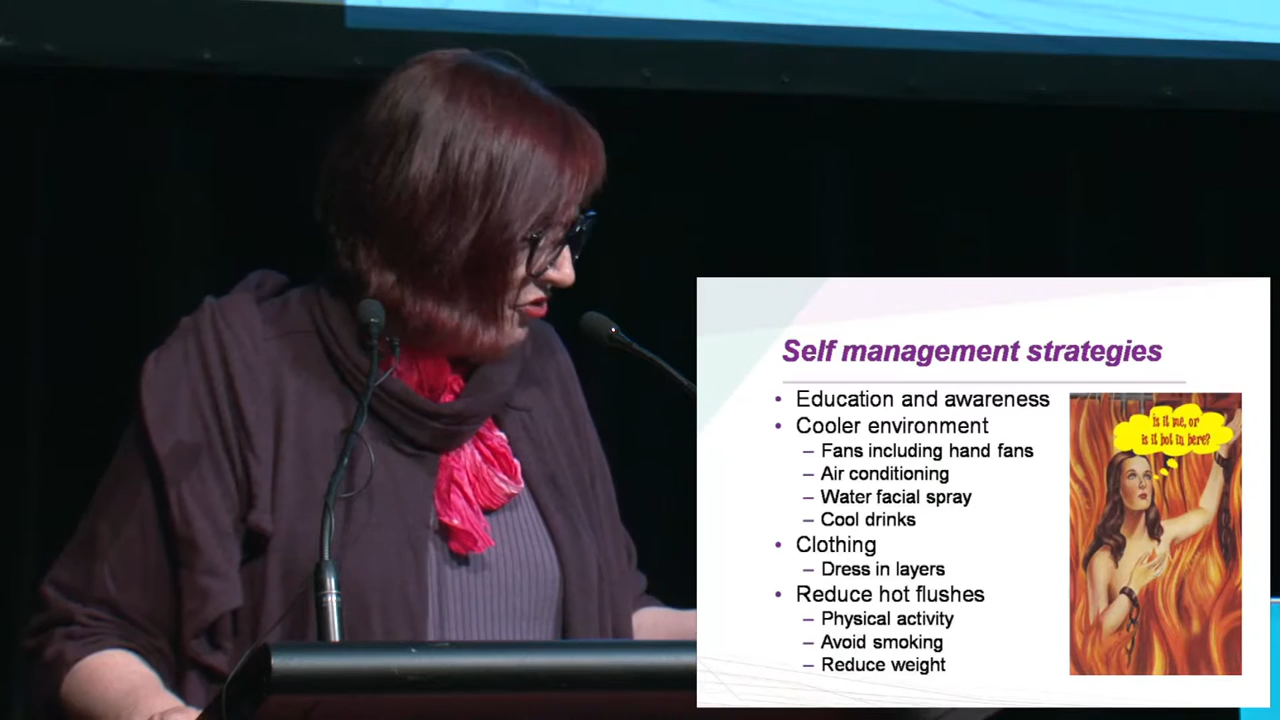 Self management strategies
• Education and awareness
• Cooler environment
– Fans including hand fans
– Air conditioning
– Water facial spray
– Cool drinks
• Clothing
– Dress in layers
• Reduce hot flushes
– Physical activity
– Avoid smoking
– Reduce weight
is it me, or
is it hot in here?